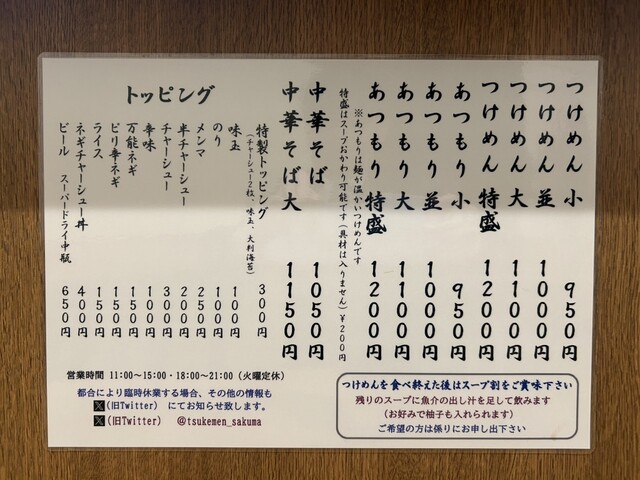 つけめん 小 950円
つけめん 並 1000円
つけめん 大 1100円
つけめん 特盛 1200円
あつもり 小 950円
あつもり 並 1000円
あつもり 大 1100円
あつもり 特盛 1200円
※あつもりは麺が温かいつけめんです
特盛はスープおかわり可能です(具材は入りません)¥200円
中華そば 1050円
中華そば 大 1150円
トッピング
特製トッピング 300円
(チャーシュー2枚、味玉、大判海苔)
味玉 100円
のり 100円
メンマ 250円
半チャーシュー 200円
チャーシュー 300円
辛味 100円
万能ネギ 150円
ピリ辛ネギ 150円
ライス 150円
ネギチャーシュー丼 400円
ビール スーパードライ中瓶 650円
営業時間 11:00~15:00・18:00~21:00(火曜定休)
都合により臨時休業する場合、その他の情報も
X(旧Twitter) にてお知らせ致します。
X(旧Twitter) @tsukemen_sakuma
つけめんを食べ終えた後はスープ割をご賞味下さい
残りのスープに魚介の出し汁を足して飲みます
(お好みで柚子も入れられます)
ご希望の方は係りにお申し出下さい